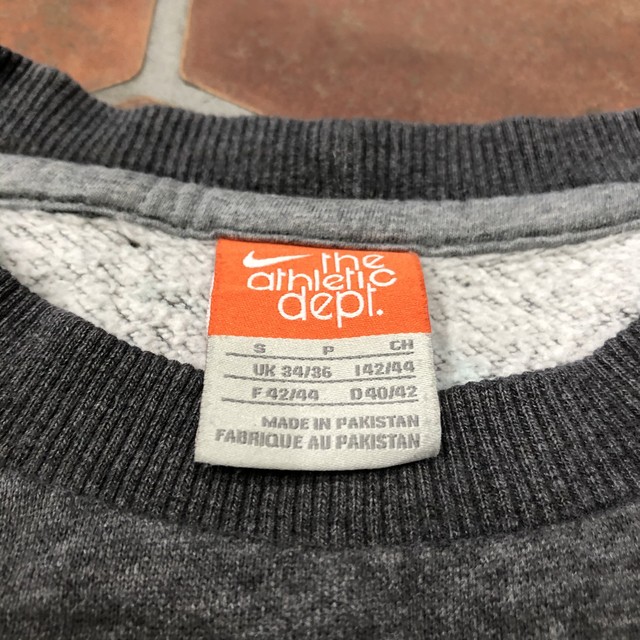 the
athletic
dept.
S P CH
UK 34/36 I 42/44
F 42/44 D 40/42
MADE IN PAKISTAN
FABRIQUE AU PAKISTAN